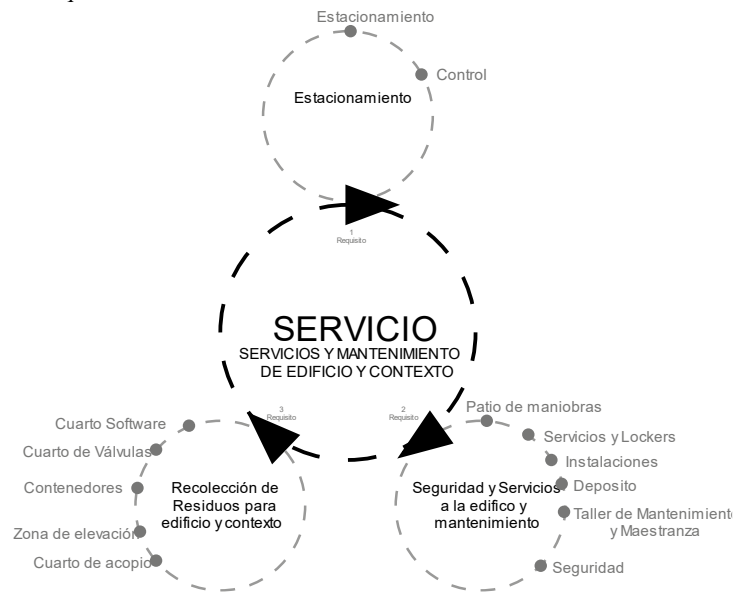 Estacionamiento
Control
Estacionamiento
1
Requisito
SERVICIO
SERVICIOS Y MANTENIMIENTO
DE EDIFICIO Y CONTEXTO
3
Requisito
2
Requisito
Cuarto Software
Cuarto de Válvulas
Contenedores
Zona de elevación
Cuarto de acopio
Recolección de
Residuos para
edificio y contexto
Patio de maniobras
Servicios y Lockers
Instalaciones
Deposito
Taller de Mantenimiento
y Maestranza
Seguridad
Seguridad y Servicios
a la edifico y
mantenimiento